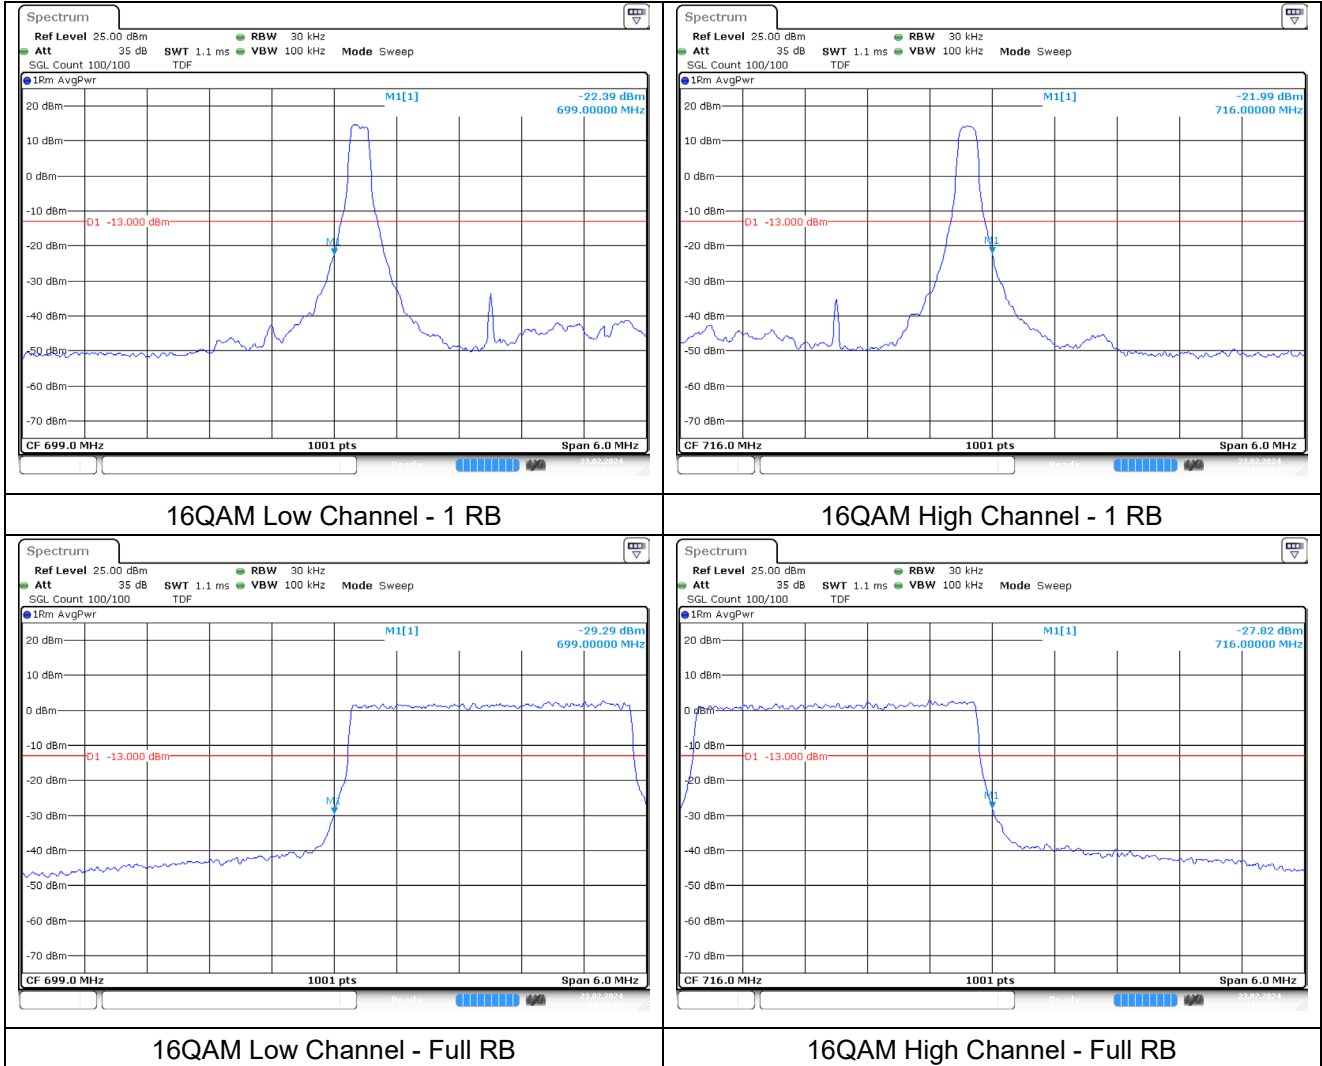 Spectrum
Ref Level 25.00 dBm RBW 30 kHz
Att 35 dB SWT 1.1 ms VBW 100 kHz Mode Sweep
SGL Count 100/100 TDF
1Rm AvgPwr
M1[1] -22.39 dBm
699.00000 MHz
20 dBm
10 dBm
0 dBm
-10 dBm
D1 -13.000 dBm
-20 dBm
M1
-30 dBm
-40 dBm
-50 dBm
-60 dBm
-70 dBm
CF 699.0 MHz 1001 pts Span 6.0 MHz
Ready 23.02.2024
16QAM Low Channel - 1 RB
Spectrum
Ref Level 25.00 dBm RBW 30 kHz
Att 35 dB SWT 1.1 ms VBW 100 kHz Mode Sweep
SGL Count 100/100 TDF
1Rm AvgPwr
M1[1] -21.99 dBm
716.00000 MHz
20 dBm
10 dBm
0 dBm
-10 dBm
D1 -13.000 dBm
-20 dBm
M1
-30 dBm
-40 dBm
-50 dBm
-60 dBm
-70 dBm
CF 716.0 MHz 1001 pts Span 6.0 MHz
Ready 23.02.2024
16QAM High Channel - 1 RB
Spectrum
Ref Level 25.00 dBm RBW 30 kHz
Att 35 dB SWT 1.1 ms VBW 100 kHz Mode Sweep
SGL Count 100/100 TDF
1Rm AvgPwr
M1[1] -29.29 dBm
699.00000 MHz
20 dBm
10 dBm
0 dBm
-10 dBm
D1 -13.000 dBm
-20 dBm
M1
-30 dBm
-40 dBm
-50 dBm
-60 dBm
-70 dBm
CF 699.0 MHz 1001 pts Span 6.0 MHz
Ready 23.02.2024
16QAM Low Channel - Full RB
Spectrum
Ref Level 25.00 dBm RBW 30 kHz
Att 35 dB SWT 1.1 ms VBW 100 kHz Mode Sweep
SGL Count 100/100 TDF
1Rm AvgPwr
M1[1] -27.82 dBm
716.00000 MHz
20 dBm
10 dBm
0 dBm
-10 dBm
D1 -13.000 dBm
-20 dBm
M1
-30 dBm
-40 dBm
-50 dBm
-60 dBm
-70 dBm
CF 716.0 MHz 1001 pts Span 6.0 MHz
Ready 23.02.2024
16QAM High Channel - Full RB